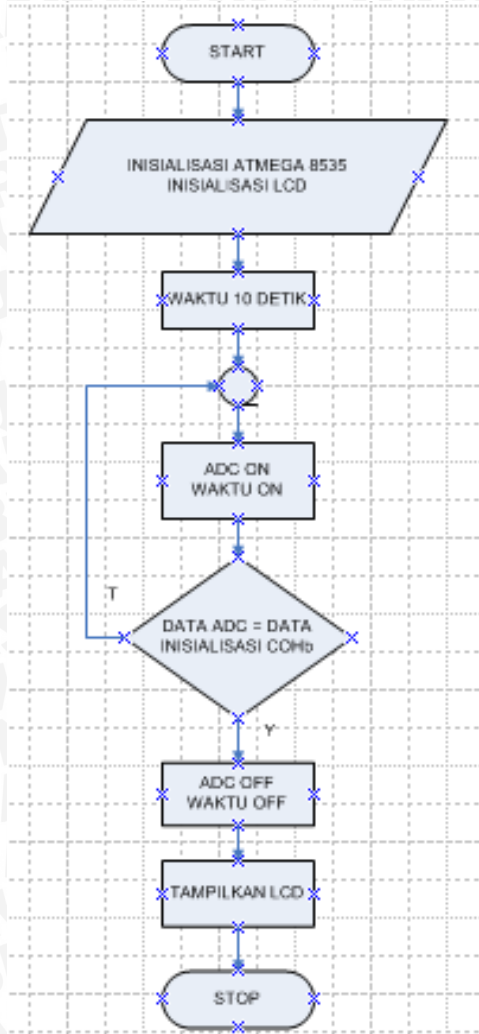 START
INISIALISASI ATMEGA 8535
INISIALISASI LCD
WAKTU 10 DETIK
ADC ON
WAKTU ON
T
DATA ADC = DATA
INISIALISASI COHb
Y
ADC OFF
WAKTU OFF
TAMPILKAN LCD
STOP